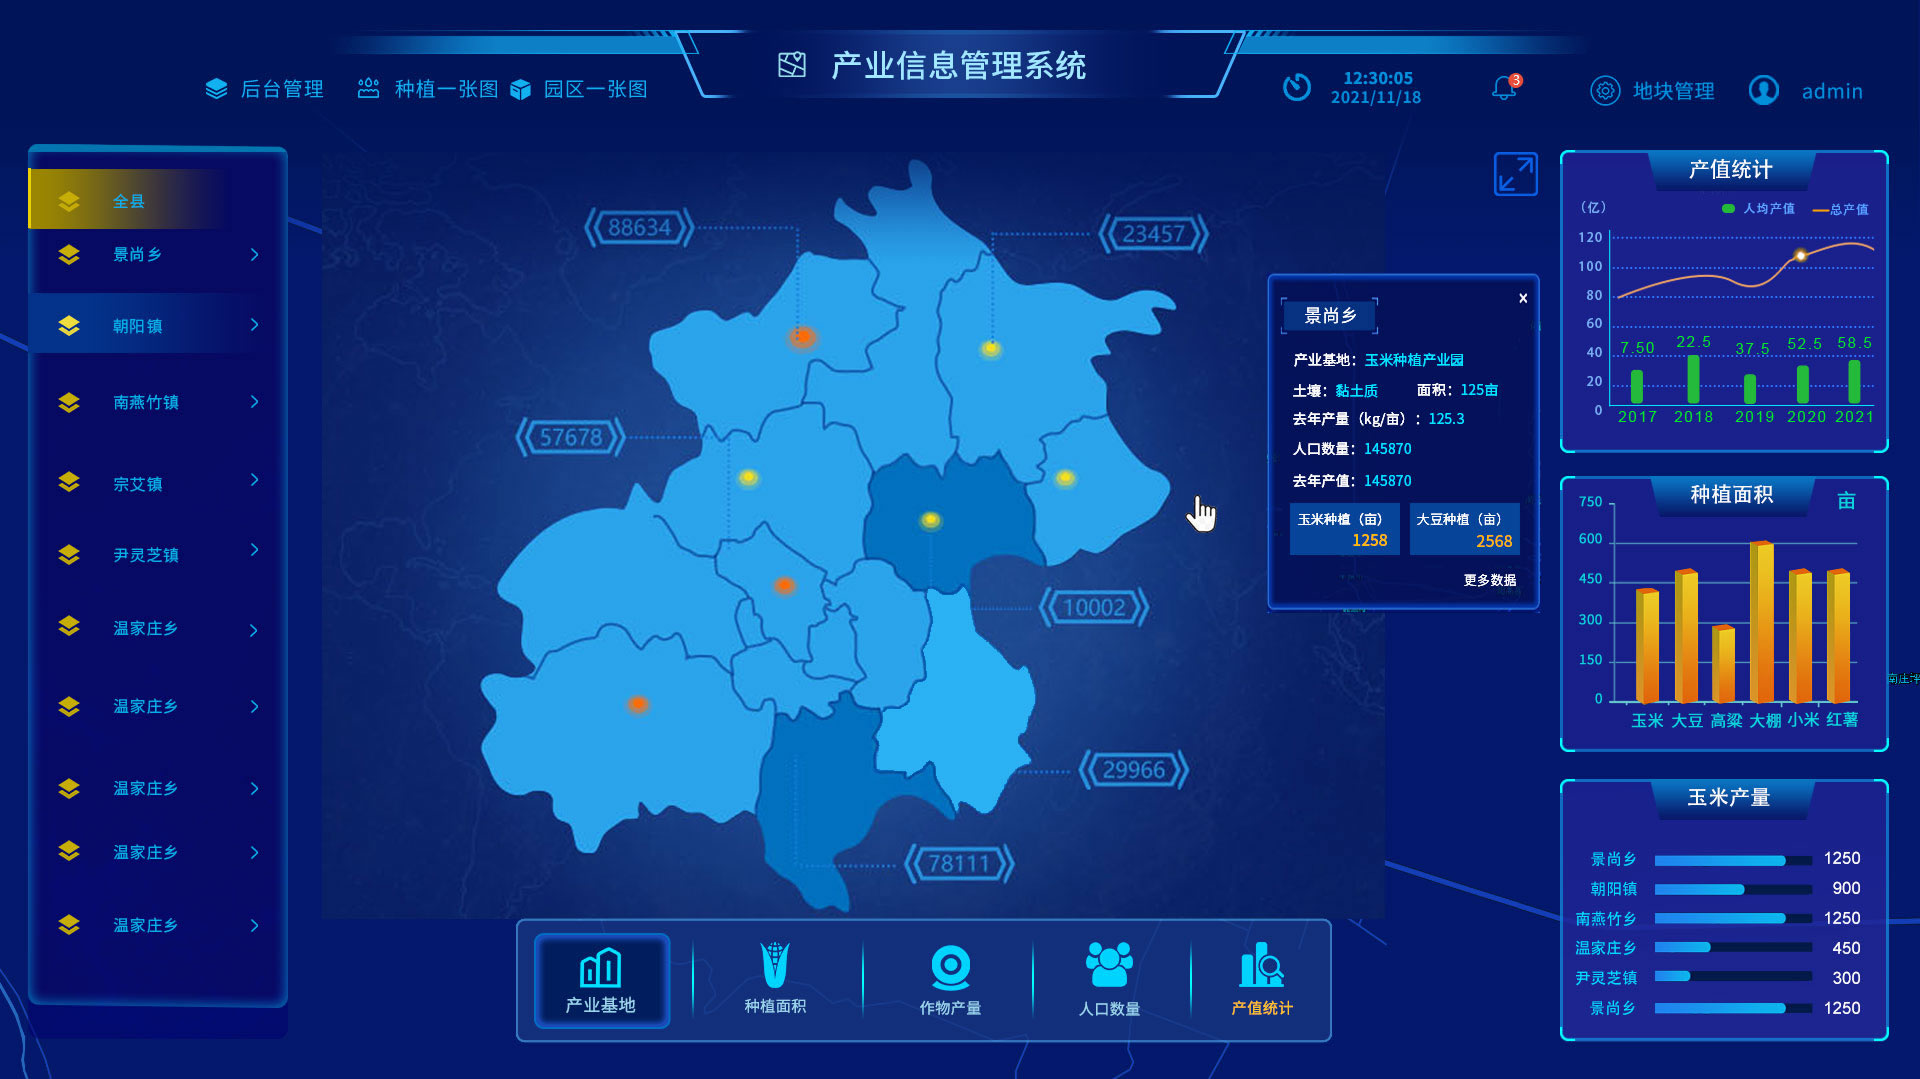 产业信息管理系统
后台管理
种植一张图
园区一张图
12:30:05
2021/11/18
3
地块管理
admin
全县
景尚乡
朝阳镇
南燕竹镇
宗艾镇
尹灵芝镇
温家庄乡
温家庄乡
温家庄乡
温家庄乡
温家庄乡
88634
23457
57678
10002
29966
78111
x
景尚乡
产业基地：玉米种植产业园
土壤：黏土质 面积：125亩
去年产量（kg/亩）：125.3
人口数量：145870
去年产值：145870
玉米种植（亩）
1258
大豆种植（亩）
2568
更多数据
产业基地
种植面积
作物产量
人口数量
产值统计
产值统计
（亿）
人均产值
总产值
120
100
80
60
40
20
0
7.50 22.5 37.5 52.5 58.5
2017 2018 2019 2020 2021
种植面积
亩
750
600
450
300
150
0
玉米 大豆 高粱 大棚 小米 红薯
南庄坪
玉米产量
景尚乡 1250
朝阳镇 900
南燕竹乡 1250
温家庄乡 450
尹灵芝镇 300
景尚乡 1250